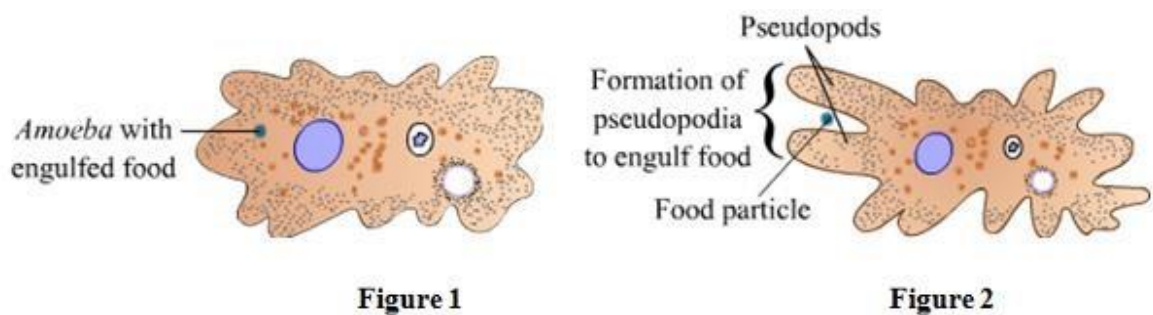 Amoeba with
engulfed food
Figure 1
Pseudopods
Formation of
pseudopodia
to engulf food
Food particle
Figure 2